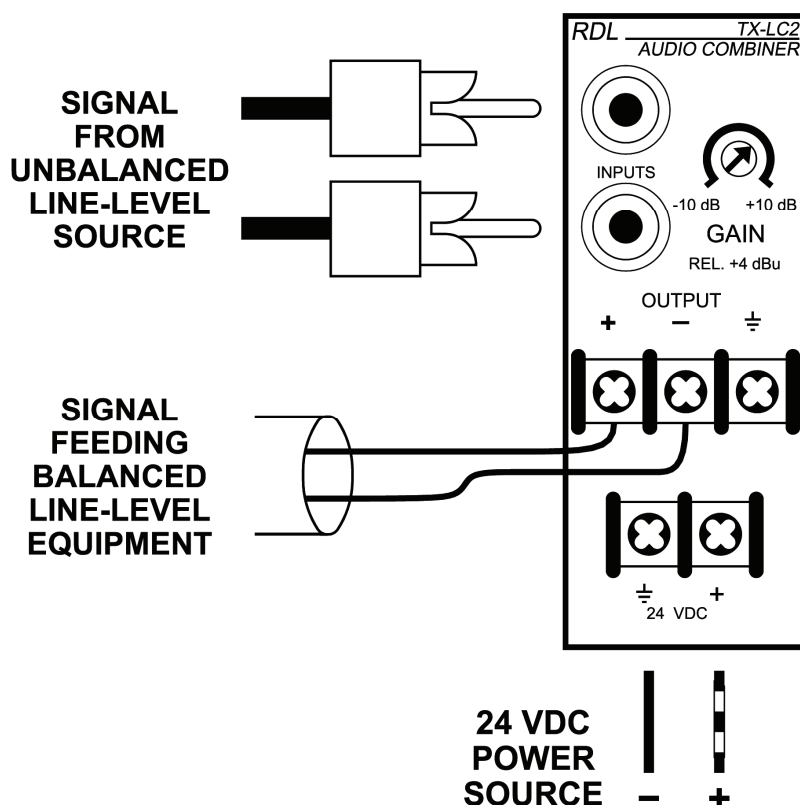 RDL TX-LC2
AUDIO COMBINER
SIGNAL
FROM
UNBALANCED
LINE-LEVEL
SOURCE
INPUTS
-10 dB +10 dB
GAIN
REL. +4 dBu
OUTPUT
+ −
SIGNAL
FEEDING
BALANCED
LINE-LEVEL
EQUIPMENT
+
24 VDC
24 VDC
POWER
SOURCE
− +